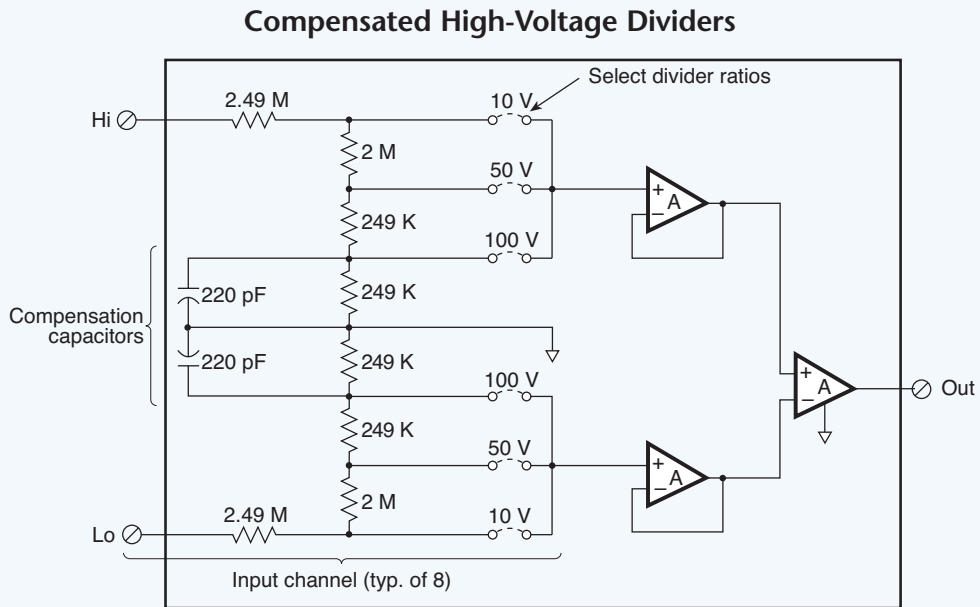 Compensated High-Voltage Dividers
Select divider ratios
2.49 M
10 V
Hi
2 M
50 V
+
A
–
249 K
100 V
220 pF
249 K
Compensation
capacitors
220 pF
249 K
100 V
+
A
–
Out
249 K
50 V
+
A
–
2 M
2.49 M
10 V
Lo
Input channel (typ. of 8)